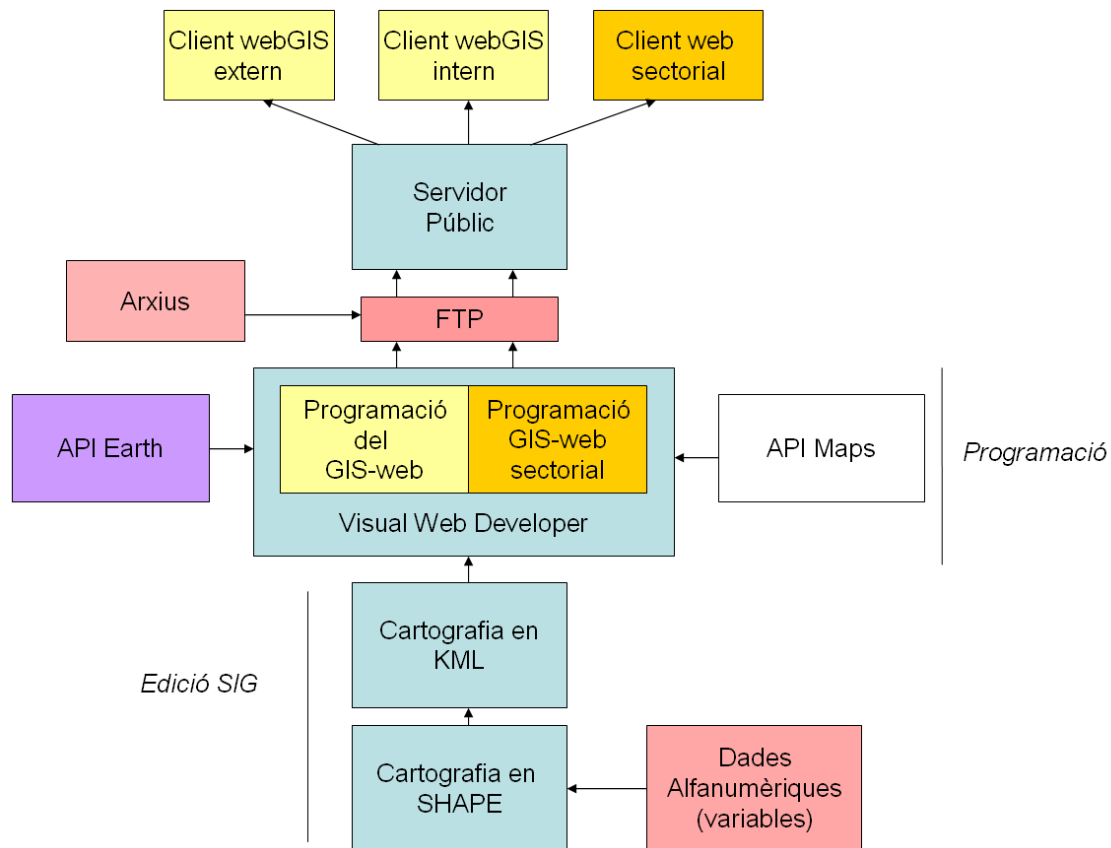 Client webGIS
extern
Client webGIS
intern
Client web
sectorial
Servidor
Públic
Arxius
FTP
API Earth
Programació
del
GIS-web
Programació
GIS-web
sectorial
Visual Web Developer
API Maps
Programació
Cartografia en
KML
Edició SIG
Cartografia en
SHAPE
Dades
Alfanumèriques
(variables)